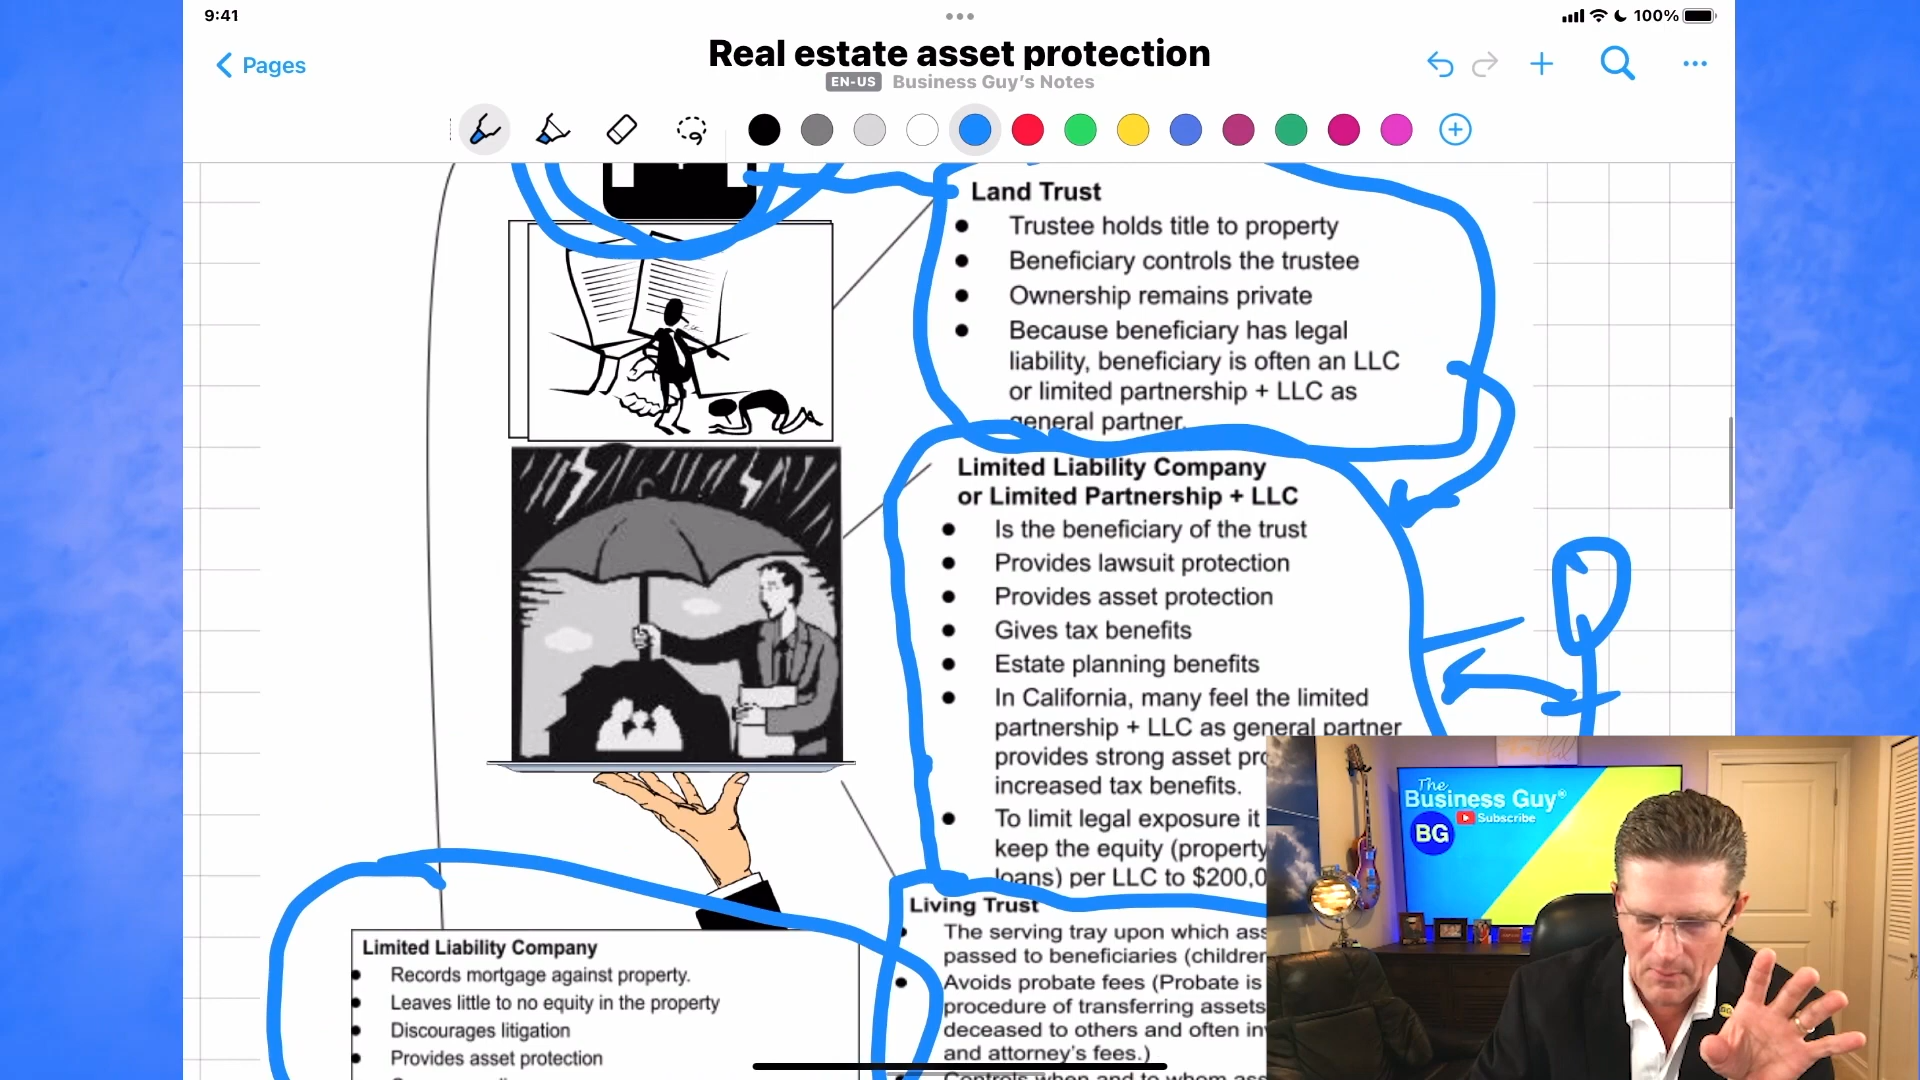 9:41
100%
Pages
Real estate asset protection
EN-US Business Guy's Notes
Land Trust
Trustee holds title to property
Beneficiary controls the trustee
Ownership remains private
Because beneficiary has legal
liability, beneficiary is often an LLC
or limited partnership + LLC as
general partner.
Limited Liability Company
or Limited Partnership + LLC
Is the beneficiary of the trust
Provides lawsuit protection
Provides asset protection
Gives tax benefits
Estate planning benefits
In California, many feel the limited
partnership + LLC as general partner
provides strong asset
increased tax benefits.
To limit legal exposure it
keep the equity (property
loans) per LLC to $200,0
Living Trust
The serving tray upon which
passed to beneficiaries
Avoids probate fees (Probate is
procedure of transferring assets
deceased to others and often
and attorney's fees.)
Controls when and to whom
Limited Liability Company
Records mortgage against property.
Leaves little to no equity in the property
Discourages litigation
Provides asset protection
The
Business Guy®
Subscribe
BG